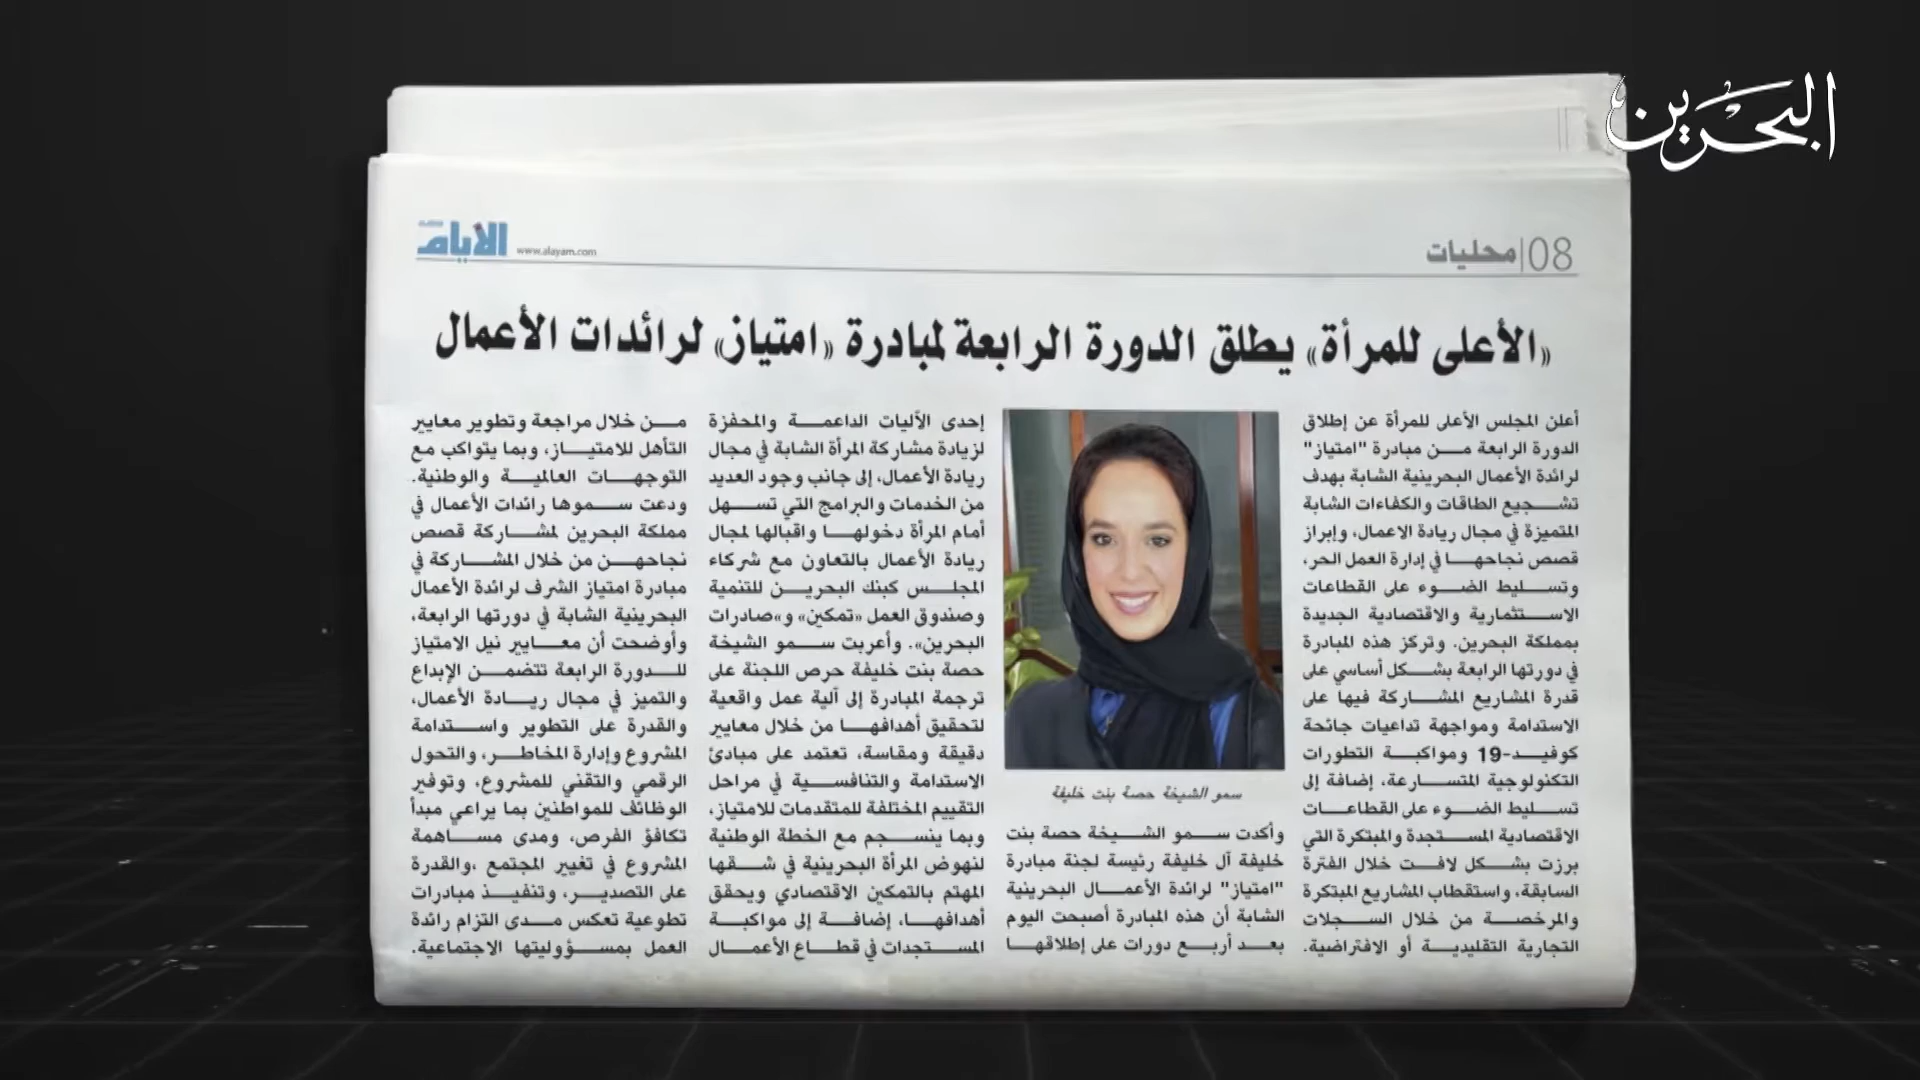 البحرين
الايام
www.alayam.com
08|محليات
«الأعلى للمرأة» يطلق الدورة الرابعة لمبادرة «امتياز» لرائدات الأعمال
أعلن المجلس الأعلى للمرأة عن إطلاق
الدورة الرابعة من مبادرة "امتياز"
لرائدة الأعمال البحرينية الشابة بهدف
تشجيع الطاقات والكفاءات الشابة
المتميزة في مجال ريادة الاعمال، وإبراز
قصص نجاحها في إدارة العمل الحر،
وتسليط الضوء على القطاعات
الاستثمارية والاقتصادية الجديدة
بمملكة البحرين. وتركز هذه المبادرة
في دورتها الرابعة بشكل أساسي على
قدرة المشاريع المشاركة فيها على
الاستدامة ومواجهة تداعيات جائحة
كوفيد-19 ومواكبة التطورات
التكنولوجية المتسارعة، إضافة إلى
تسليط الضوء على القطاعات
الاقتصادية المستجدة والمبتكرة التي
برزت بشكل لافت خلال الفترة
السابقة، واستقطاب المشاريع المبتكرة
والمرخصة من خلال السجلات
التجارية التقليدية أو الافتراضية.
سمو الشيخة حصة بنت خليفة
وأكدت سمو الشيخة حصة بنت
خليفة آل خليفة رئيسة لجنة مبادرة
"امتياز" لرائدة الأعمال البحرينية
الشابة أن هذه المبادرة أصبحت اليوم
بعد أربع دورات على إطلاقها
إحدى الأليات الداعمة والمحفزة
لزيادة مشاركة المرأة الشابة في مجال
ريادة الأعمال، إلى جانب وجود العديد
من الخدمات والبرامج التي تسهل
أمام المرأة دخولها واقبالها لمجال
ريادة الأعمال بالتعاون مع شركاء
المجلس كبنك البحرين للتنمية
وصندوق العمل «تمكين» و«صادرات
البحرين». وأعربت سمو الشيخة
حصة بنت خليفة حرص اللجنة على
ترجمة المبادرة إلى آلية عمل واقعية
لتحقيق أهدافها من خلال معايير
دقيقة ومقاسة، تعتمد على مبادئ
الاستدامة والتنافسية في مراحل
التقييم المختلفة للمتقدمات للامتياز،
وبما ينسجم مع الخطة الوطنية
لنهوض المرأة البحرينية في شقها
المهتم بالتمكين الاقتصادي ويحقق
أهدافها، إضافة إلى مواكبة
المستجدات في قطاع الأعمال
من خلال مراجعة وتطوير معايير
التأهل للامتياز، وبما يتواكب مع
التوجهات العالمية والوطنية.
ودعت سموها رائدات الأعمال في
مملكة البحرين لمشاركة قصص
نجاحهن من خلال المشاركة في
مبادرة امتياز الشرف لرائدة الأعمال
البحرينية الشابة في دورتها الرابعة،
وأوضحت أن معايير نيل الامتياز
للدورة الرابعة تتضمن الإبداع
والتميز في مجال ريادة الأعمال،
والقدرة على التطوير واستدامة
المشروع وإدارة المخاطر، والتحول
الرقمي والتقني للمشروع، وتوفير
الوظائف للمواطنين بما يراعي مبدأ
تكافؤ الفرص، ومدى مساهمة
المشروع في تغيير المجتمع ،والقدرة
على التصدير، وتنفيذ مبادرات
تطوعية تعكس مدى التزام رائدة
العمل بمسؤوليتها الاجتماعية.